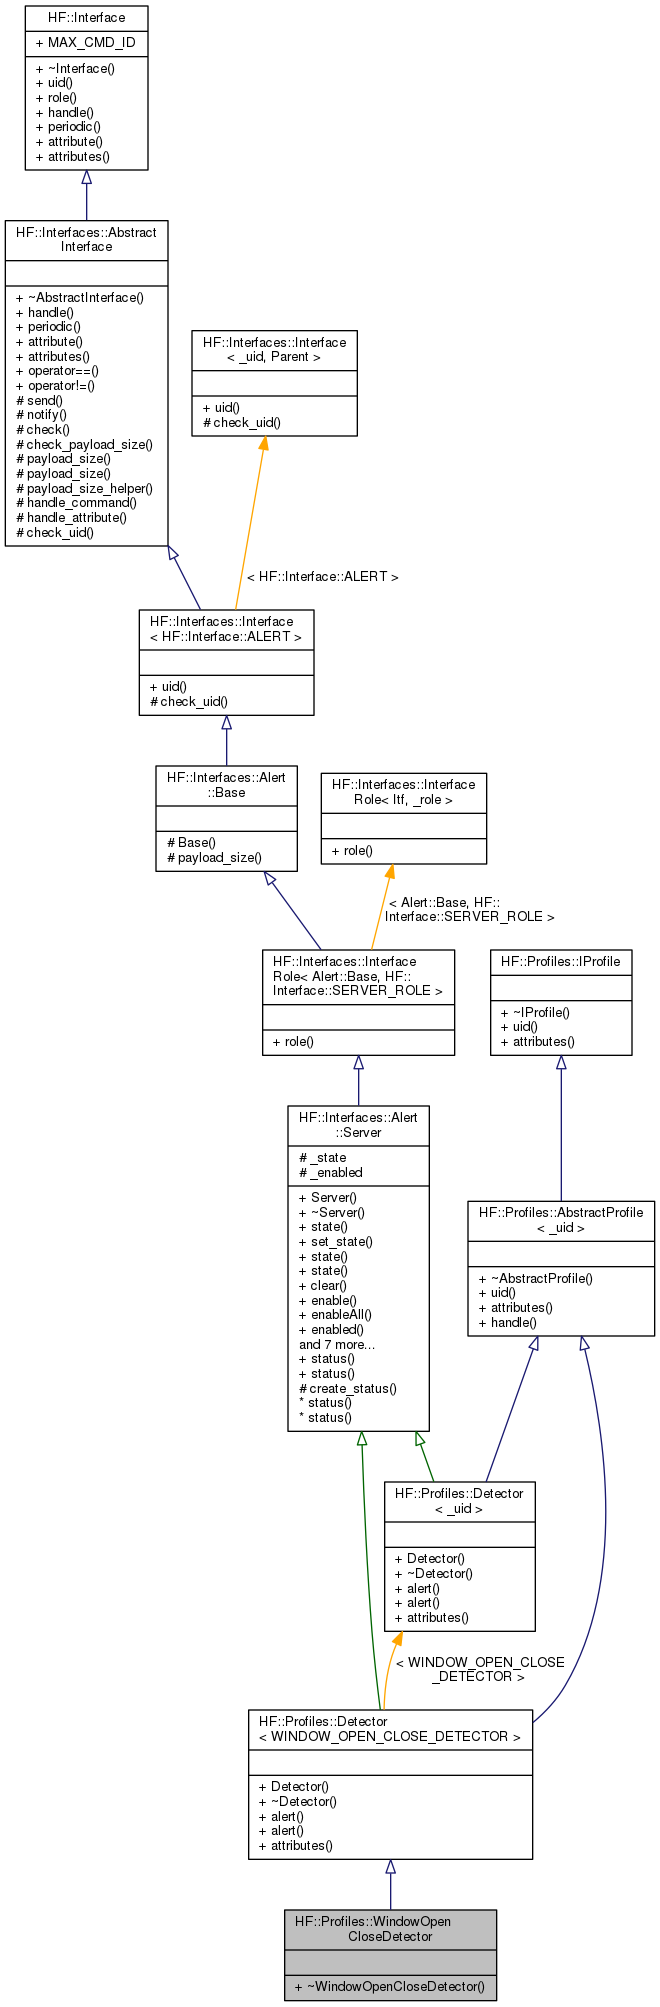 HF::Interface
+ MAX_CMD_ID
+ ~Interface()
+ uid()
+ role()
+ handle()
+ periodic()
+ attribute()
+ attributes()
HF::Interfaces::Abstract
Interface
+ ~AbstractInterface()
+ handle()
+ periodic()
+ attribute()
+ attributes()
+ operator==()
+ operator!=()
# send()
# notify()
# check()
# check_payload_size()
# payload_size()
# payload_size()
# payload_size_helper()
# handle_command()
# handle_attribute()
# check_uid()
HF::Interfaces::Interface
< _uid, Parent >
+ uid()
# check_uid()
< HF::Interface::ALERT >
HF::Interfaces::Interface
< HF::Interface::ALERT >
+ uid()
# check_uid()
HF::Interfaces::Alert
::Base
# Base()
# payload_size()
HF::Interfaces::Interface
Role< Itf, _role >
+ role()
< Alert::Base, HF::
Interface::SERVER_ROLE >
HF::Interfaces::Interface
Role< Alert::Base, HF::
Interface::SERVER_ROLE >
+ role()
HF::Profiles::IProfile
+ ~IProfile()
+ uid()
+ attributes()
HF::Interfaces::Alert
::Server
# _state
# _enabled
+ Server()
+ ~Server()
+ state()
+ set_state()
+ state()
+ state()
+ clear()
+ enable()
+ enableAll()
+ enabled()
and 7 more...
+ status()
+ status()
# create_status()
* status()
* status()
HF::Profiles::AbstractProfile
< _uid >
+ ~AbstractProfile()
+ uid()
+ attributes()
+ handle()
HF::Profiles::Detector
< _uid >
+ Detector()
+ ~Detector()
+ alert()
+ alert()
+ attributes()
< WINDOW_OPEN_CLOSE
_DETECTOR >
HF::Profiles::Detector
< WINDOW_OPEN_CLOSE_DETECTOR >
+ Detector()
+ ~Detector()
+ alert()
+ alert()
+ attributes()
HF::Profiles::WindowOpen
CloseDetector
+ ~WindowOpenCloseDetector()